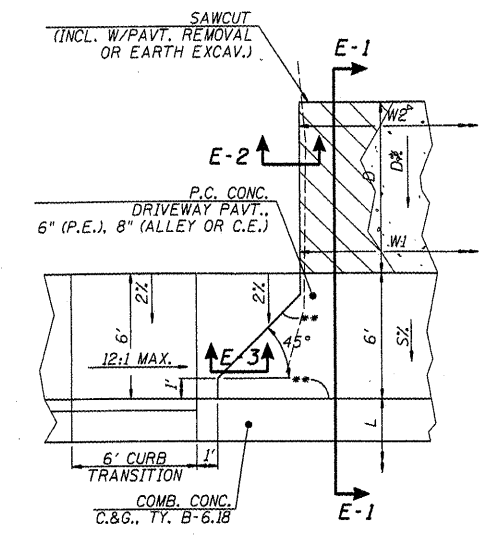 SAWCUT
(INCL. W/PAVT. REMOVAL
OR EARTH EXCAV.)
E-1
W2
E-2
D
D%
P.C. CONC.
DRIVEWAY PAVT.,
6" (P.E.), 8" (ALLEY OR C.E.)
W1
2%
2%
6'
**
45°
6'
S%
12:1 MAX.
E-3
1'
**
L
6' CURB
TRANSITION
1'
COMB. CONC.
C.&G., TY. B-6.18
E-1